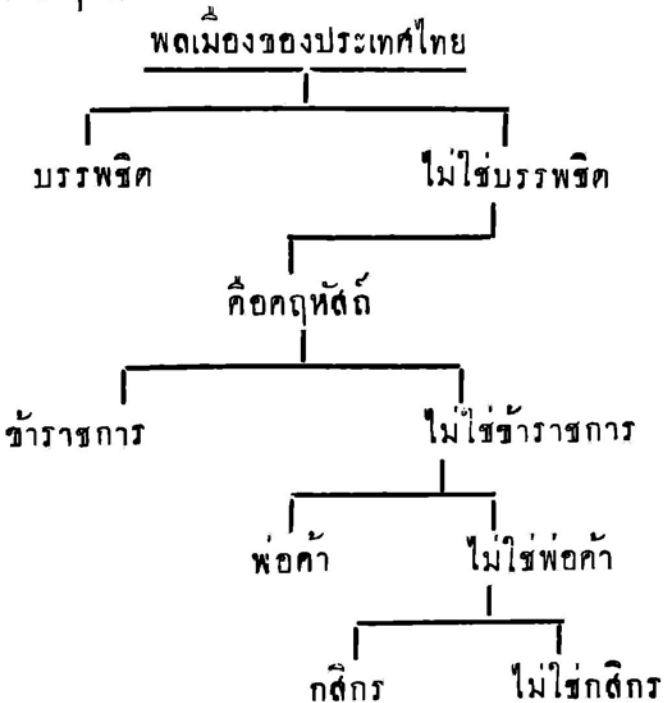 พลเมืองของประเทศไทย
บรรพชิต ไม่ใช่บรรพชิต
คือคฤหัสถ์
ข้าราชการ ไม่ใช่ข้าราชการ
พ่อค้า ไม่ใช่พ่อค้า
กสิกร ไม่ใช่กสิกร